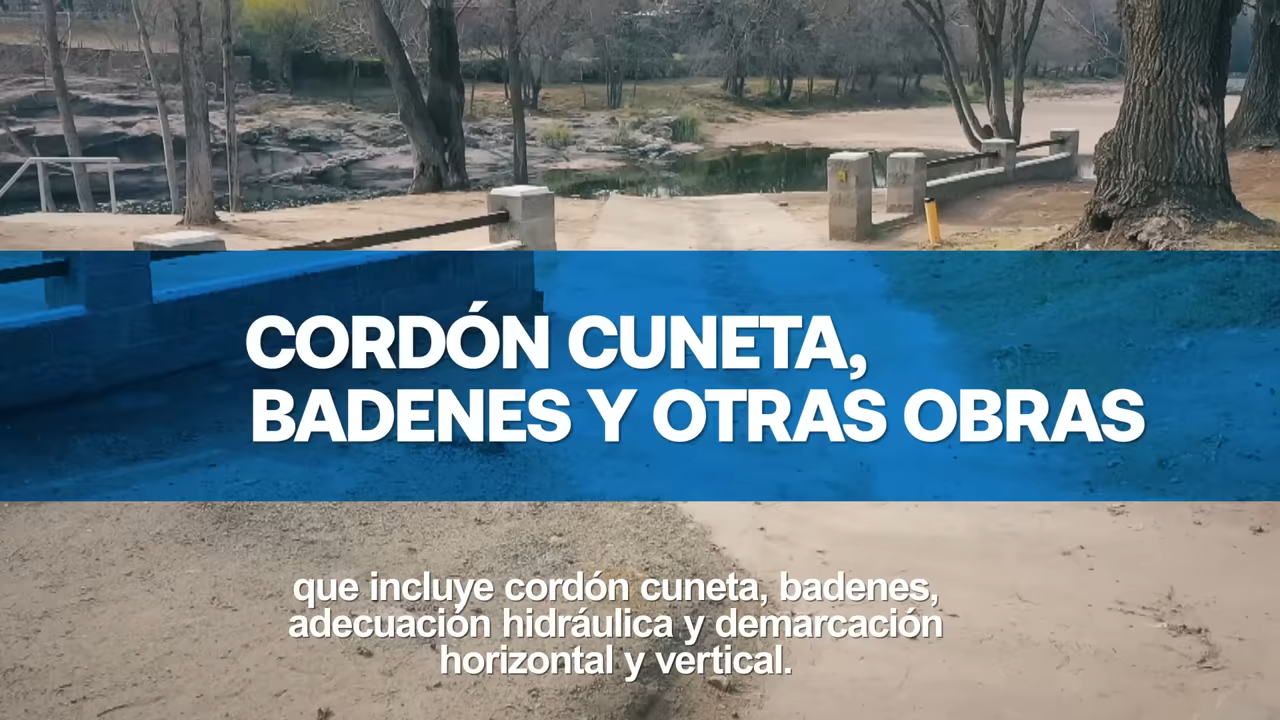 CORDÓN CUNETA,
BADENES Y OTRAS OBRAS
que incluye cordón cuneta, badenes,
adecuación hidráulica y demarcación
horizontal y vertical.